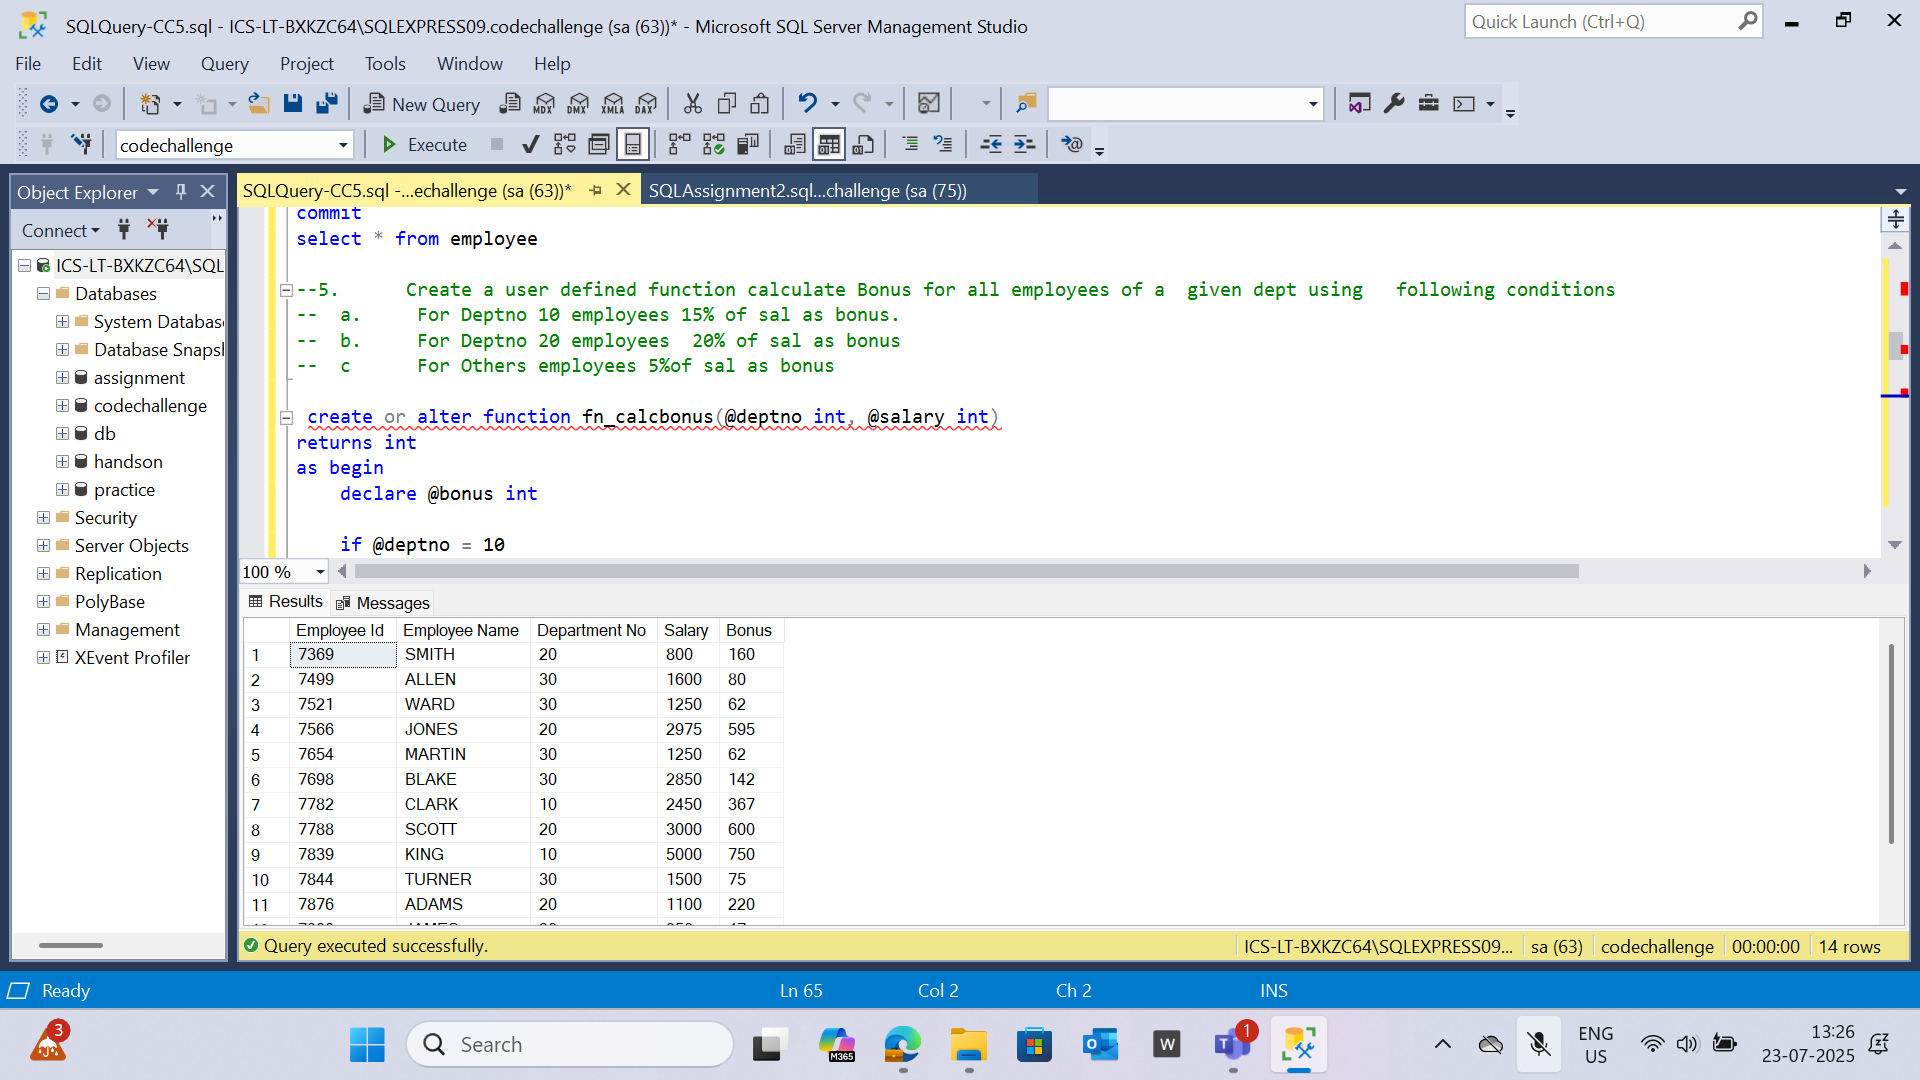 SQLQuery-CC5.sql - ICS-LT-BXKZC64\SQLEXPRESS09.codechallenge (sa (63))* - Microsoft SQL Server Management Studio
Quick Launch (Ctrl+Q)
File Edit View Query Project Tools Window Help
New Query MDX DMX XMLA DAX
codechallenge Execute
Object Explorer
SQLQuery-CC5.sql -...echallenge (sa (63))* SQLAssignment2.sql...challenge (sa (75))
Connect
ICS-LT-BXKZC64\SQL
Databases
System Databas
Database Snapsl
assignment
codechallenge
db
handson
practice
Security
Server Objects
Replication
PolyBase
Management
XEvent Profiler
commit
select * from employee
--5. Create a user defined function calculate Bonus for all employees of a given dept using following conditions
-- a. For Deptno 10 employees 15% of sal as bonus.
-- b. For Deptno 20 employees 20% of sal as bonus
-- c For Others employees 5%of sal as bonus
create or alter function fn_calcbonus(@deptno int, @salary int)
returns int
as begin
declare @bonus int
if @deptno = 10
100 %
Results Messages
Employee Id Employee Name Department No Salary Bonus
1 7369 SMITH 20 800 160
2 7499 ALLEN 30 1600 80
3 7521 WARD 30 1250 62
4 7566 JONES 20 2975 595
5 7654 MARTIN 30 1250 62
6 7698 BLAKE 30 2850 142
7 7782 CLARK 10 2450 367
8 7788 SCOTT 20 3000 600
9 7839 KING 10 5000 750
10 7844 TURNER 30 1500 75
11 7876 ADAMS 20 1100 220
Query executed successfully. ICS-LT-BXKZC64\SQLEXPRESS09... sa (63) codechallenge 00:00:00 14 rows
Ready Ln 65 Col 2 Ch 2 INS
3
Search
M365
W
1
ENG
US
13:26
23-07-2025